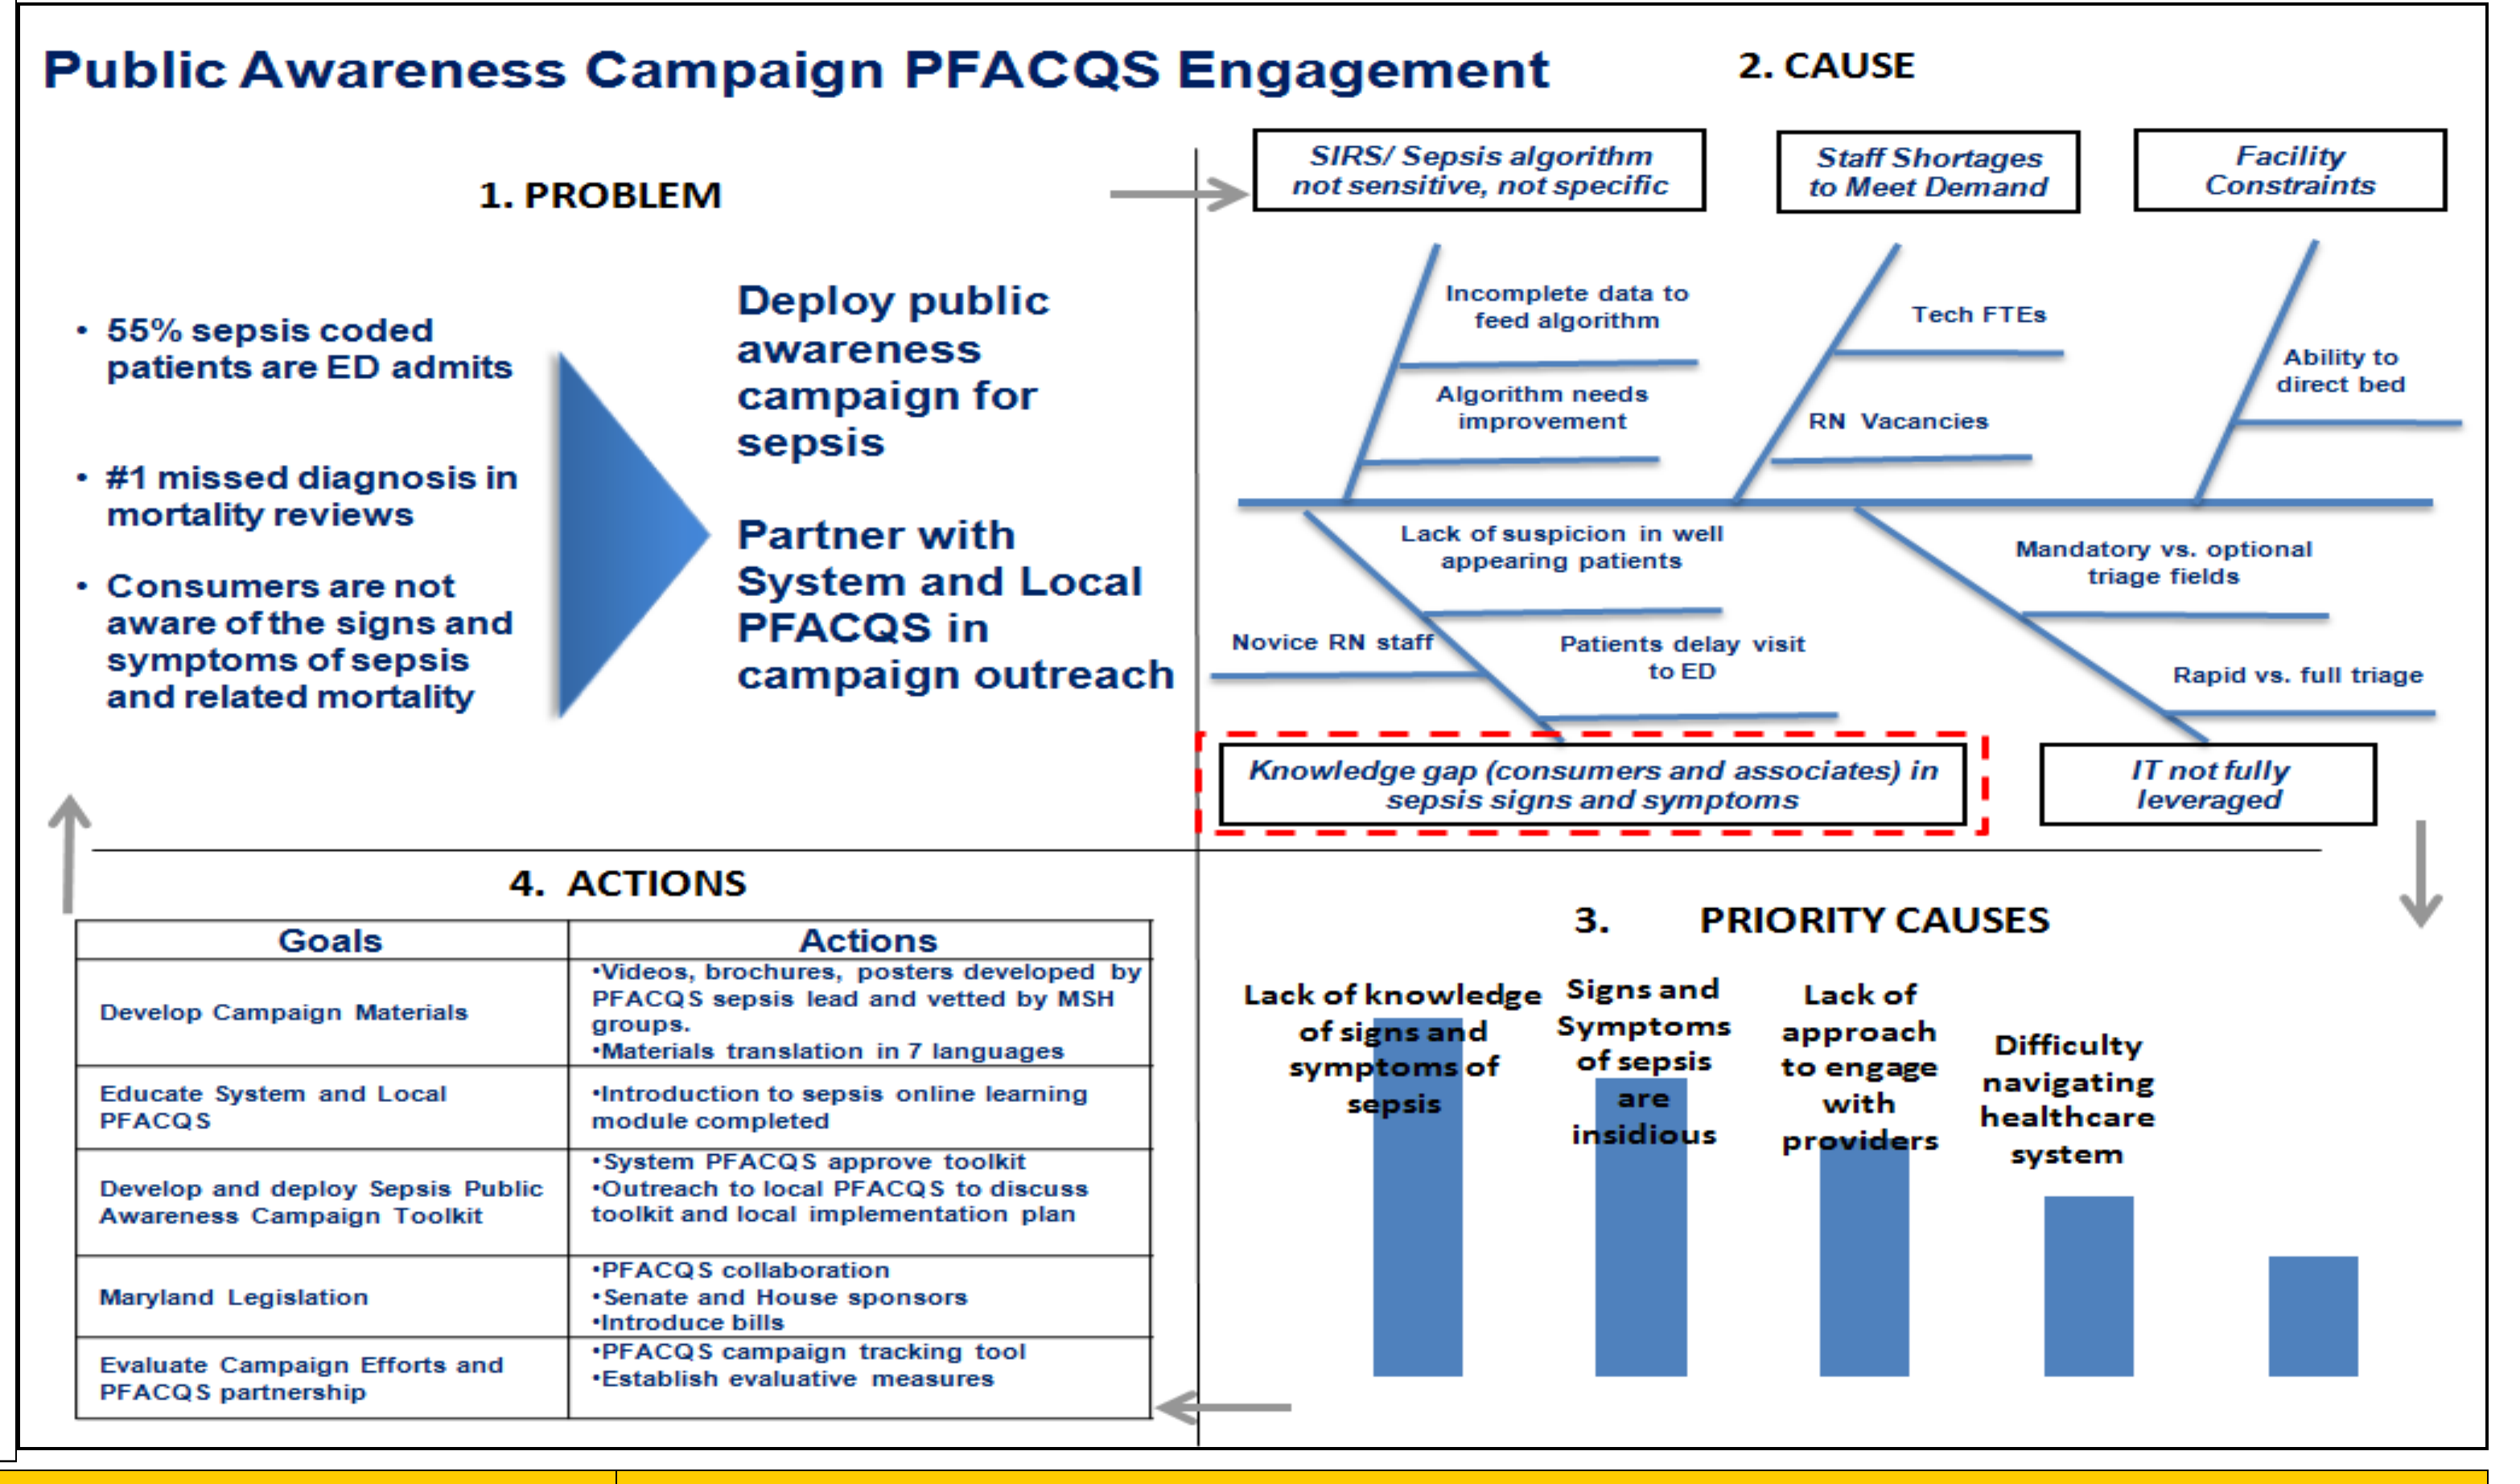 Public Awareness Campaign PFACQS Engagement
1. PROBLEM
• 55% sepsis coded
patients are ED admits
• #1 missed diagnosis in
mortality reviews
• Consumers are not
aware of the signs and
symptoms of sepsis
and related mortality
Deploy public
awareness
campaign for
sepsis
Partner with
System and Local
PFACQS in
campaign outreach
2. CAUSE
SIRS/ Sepsis algorithm
not sensitive, not specific
Staff Shortages
to Meet Demand
Facility
Constraints
Incomplete data to
feed algorithm
Algorithm needs
improvement
Tech FTEs
RN Vacancies
Ability to
direct bed
Lack of suspicion in well
appearing patients
Novice RN staff
Patients delay visit
to ED
Mandatory vs. optional
triage fields
Rapid vs. full triage
Knowledge gap (consumers and associates) in
sepsis signs and symptoms
IT not fully
leveraged
3. PRIORITY CAUSES
Lack of knowledge
of signs and
symptoms of
sepsis
Signs and
Symptoms
of sepsis
are
insidious
Lack of
approach
to engage
with
providers
Difficulty
navigating
healthcare
system
4. ACTIONS
Goals
Actions
Develop Campaign Materials
•Videos, brochures, posters developed by
PFACQS sepsis lead and vetted by MSH
groups.
•Materials translation in 7 languages
Educate System and Local
PFACQS
•Introduction to sepsis online learning
module completed
Develop and deploy Sepsis Public
Awareness Campaign Toolkit
•System PFACQS approve toolkit
•Outreach to local PFACQS to discuss
toolkit and local implementation plan
Maryland Legislation
•PFACQS collaboration
•Senate and House sponsors
•Introduce bills
Evaluate Campaign Efforts and
PFACQS partnership
•PFACQS campaign tracking tool
•Establish evaluative measures